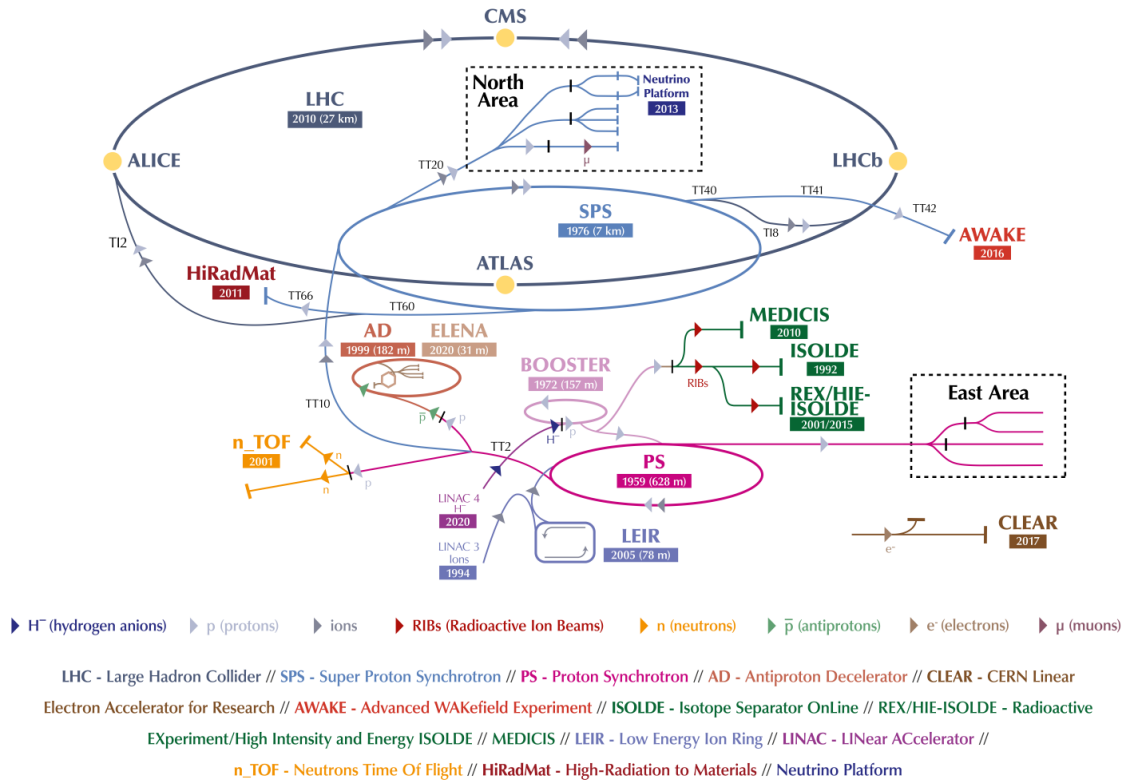 CMS
North
Area
Neutrino
Platform
2013
LHC
2010 (27 km)
ALICE
LHCb
TT20
μ
TT40
TT41
SPS
1976 (7 km)
TI8
TT42
AWAKE
2016
TI2
ATLAS
HiRadMat
2011
TT66
TT60
MEDICIS
2010
AD
1999 (182 m)
ELENA
2020 (31 m)
BOOSTER
1972 (157 m)
ISOLDE
1992
RIBs
REX/HIE-
ISOLDE
2001/2015
East Area
TT10
p̅
p
TT2
H⁻
p
n_TOF
2001
n
n
p
PS
1959 (628 m)
LINAC 4
H⁻
2020
LINAC 3
Ions
1994
LEIR
2005 (78 m)
CLEAR
2017
e⁻
H⁻ (hydrogen anions)
p (protons)
ions
RIBs (Radioactive Ion Beams)
n (neutrons)
p̅ (antiprotons)
e⁻ (electrons)
μ (muons)
LHC - Large Hadron Collider // SPS - Super Proton Synchrotron // PS - Proton Synchrotron // AD - Antiproton Decelerator // CLEAR - CERN Linear
Electron Accelerator for Research // AWAKE - Advanced WAKefield Experiment // ISOLDE - Isotope Separator OnLine // REX/HIE-ISOLDE - Radioactive
EXperiment/High Intensity and Energy ISOLDE // MEDICIS // LEIR - Low Energy Ion Ring // LINAC - LINear ACcelerator //
n_TOF - Neutrons Time Of Flight // HiRadMat - High-Radiation to Materials // Neutrino Platform